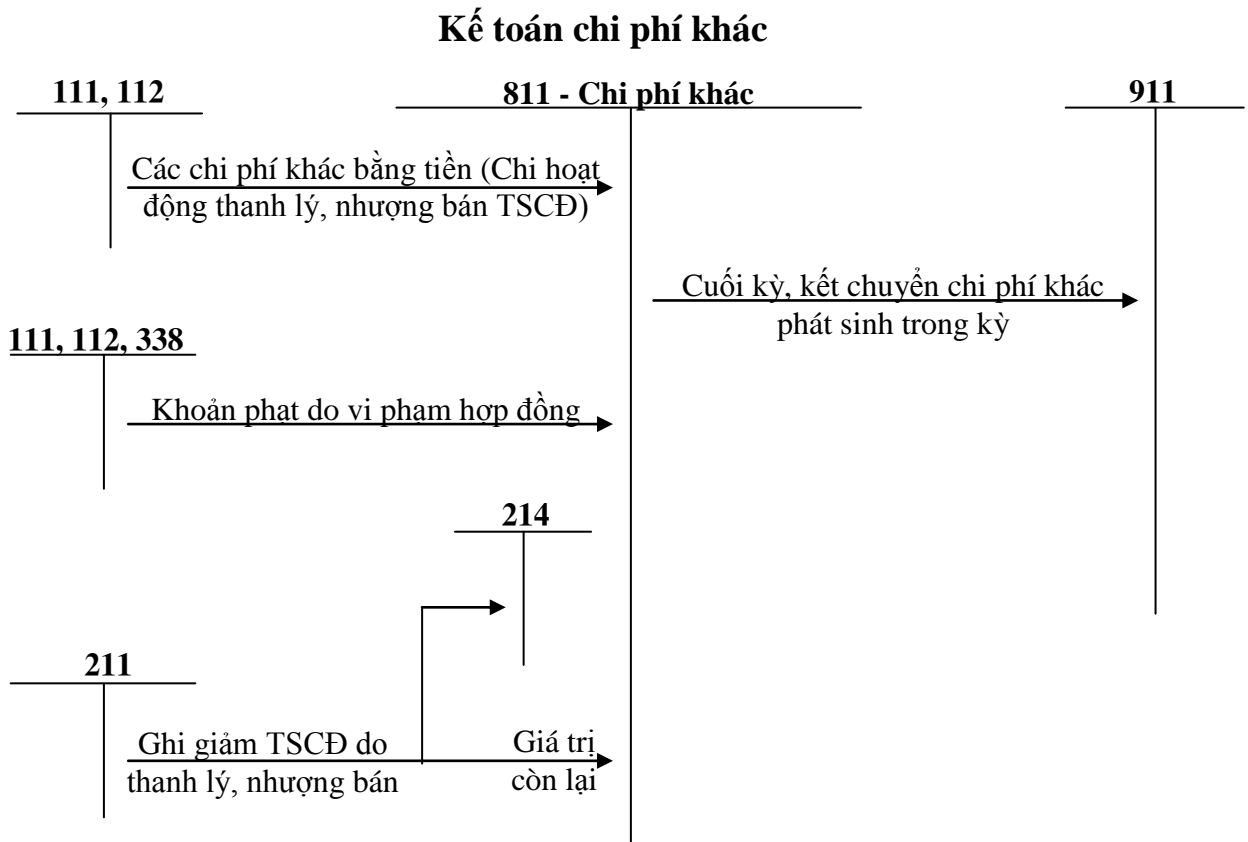 Kế toán chi phí khác
111, 112
811 - Chi phí khác
911
Các chi phí khác bằng tiền (Chi hoạt
động thanh lý, nhượng bán TSCĐ)
Cuối kỳ, kết chuyển chi phí khác
phát sinh trong kỳ
111, 112, 338
Khoản phạt do vi phạm hợp đồng
214
211
Ghi giảm TSCĐ do
thanh lý, nhượng bán
Giá trị
còn lại